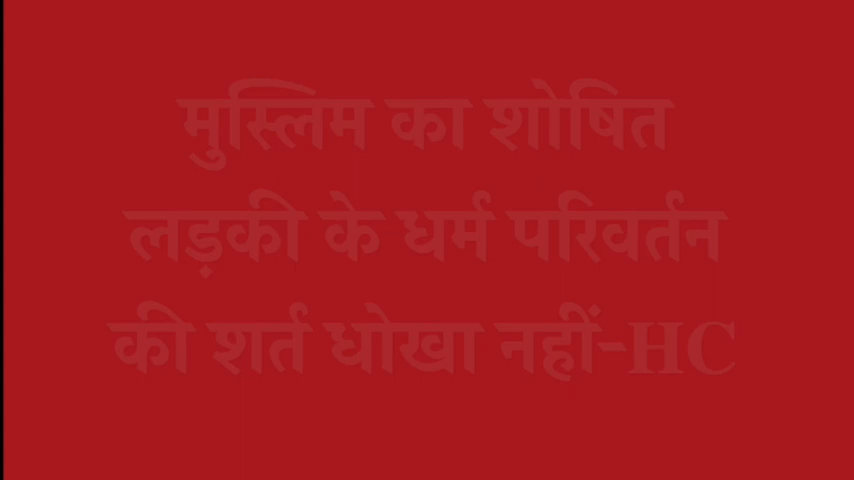 मुस्लिम का शोषित
लड़की के धर्म परिवर्तन
की शर्त धोखा नहीं-HC